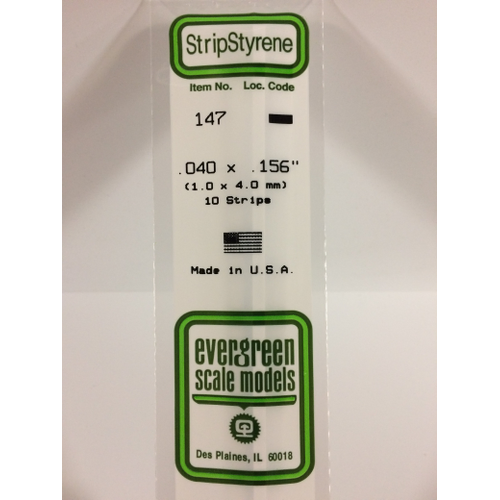 StripStyrene
Item No. Loc. Code
147
.040 x .156"
(1.0 x 4.0 mm)
10 Strips
Made in U.S.A.
evergreen
scale models
Des Plaines, IL 60018